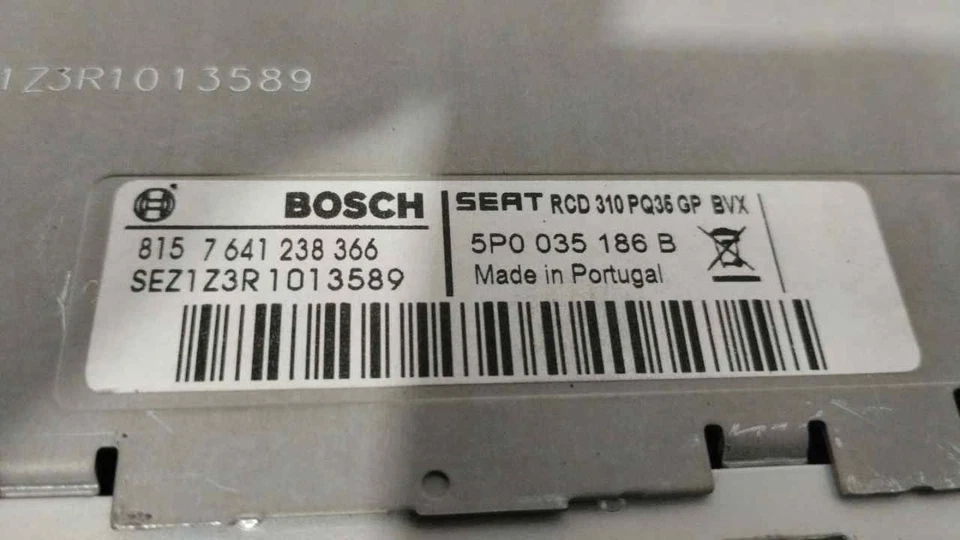 1Z3R1013589
BOSCH
815 7 641 238 366
SEZ1Z3R1013589
SEAT RCD 310 PQ35 GP BVX
5P0 035 186 B
Made in Portugal